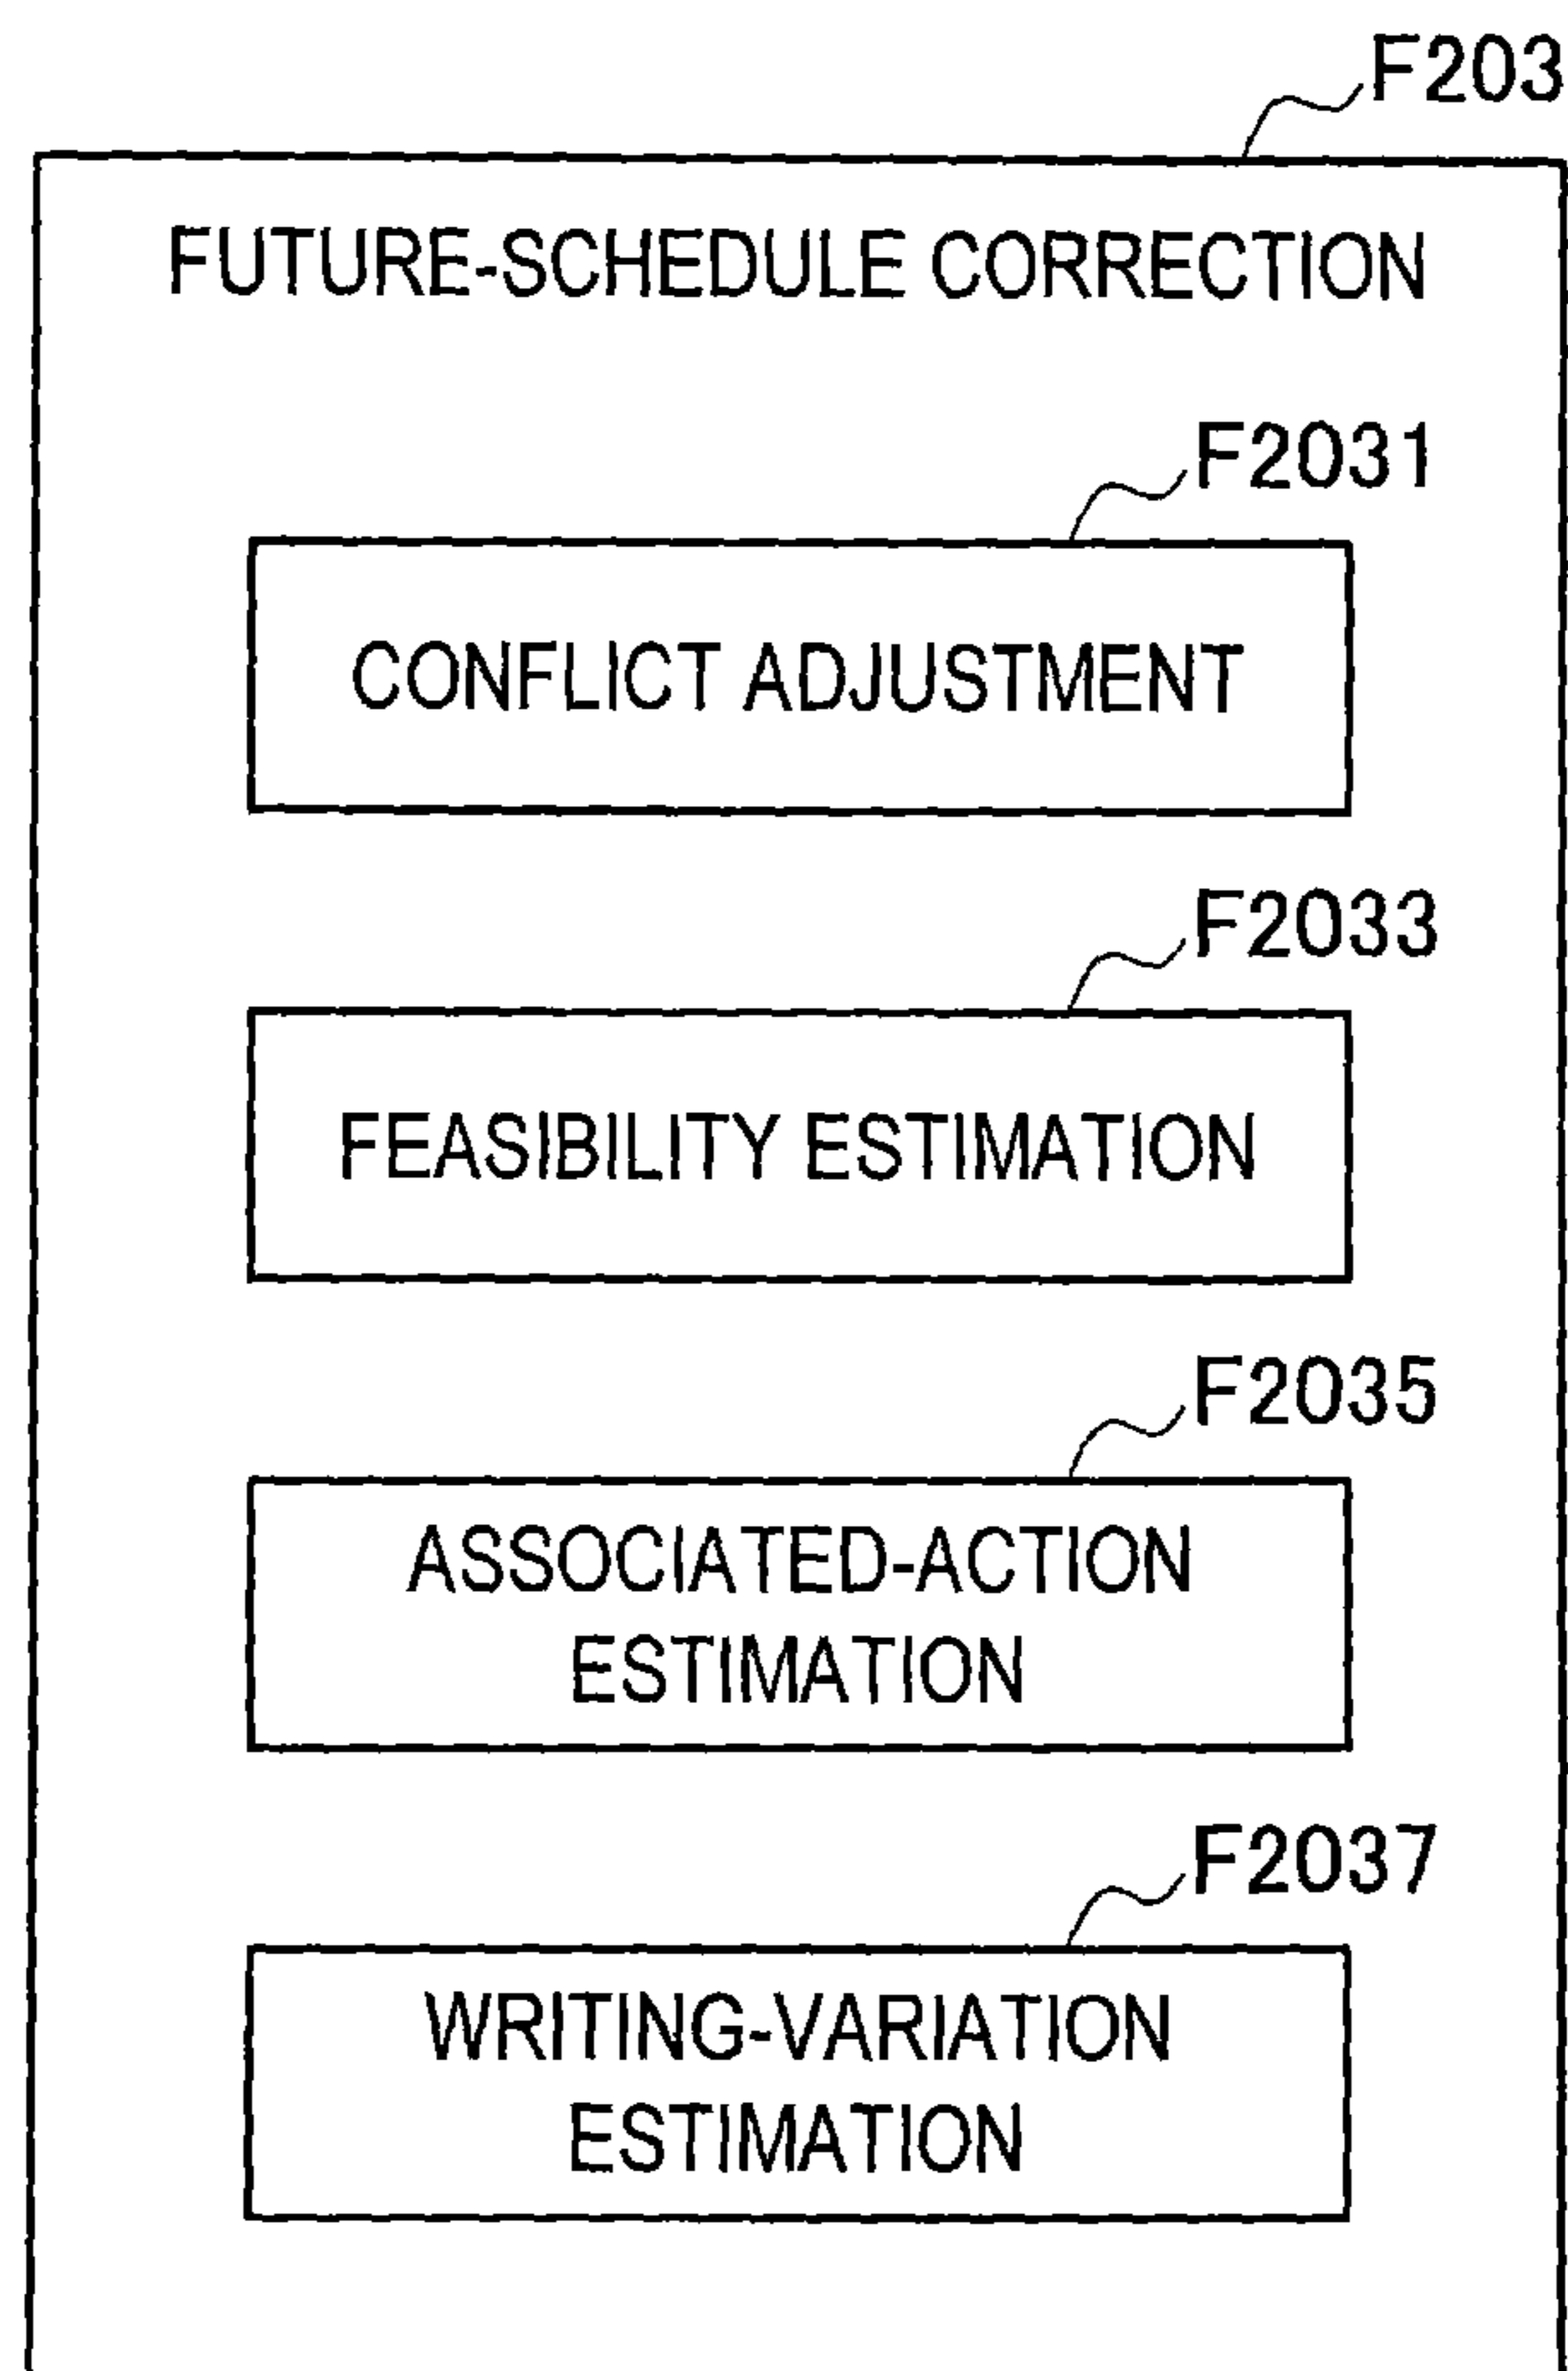 F203
FUTURE-SCHEDULE CORRECTION
F2031
CONFLICT ADJUSTMENT
F2033
FEASIBILITY ESTIMATION
F2035
ASSOCIATED-ACTION
ESTIMATION
F2037
WRITING-VARIATION
ESTIMATION